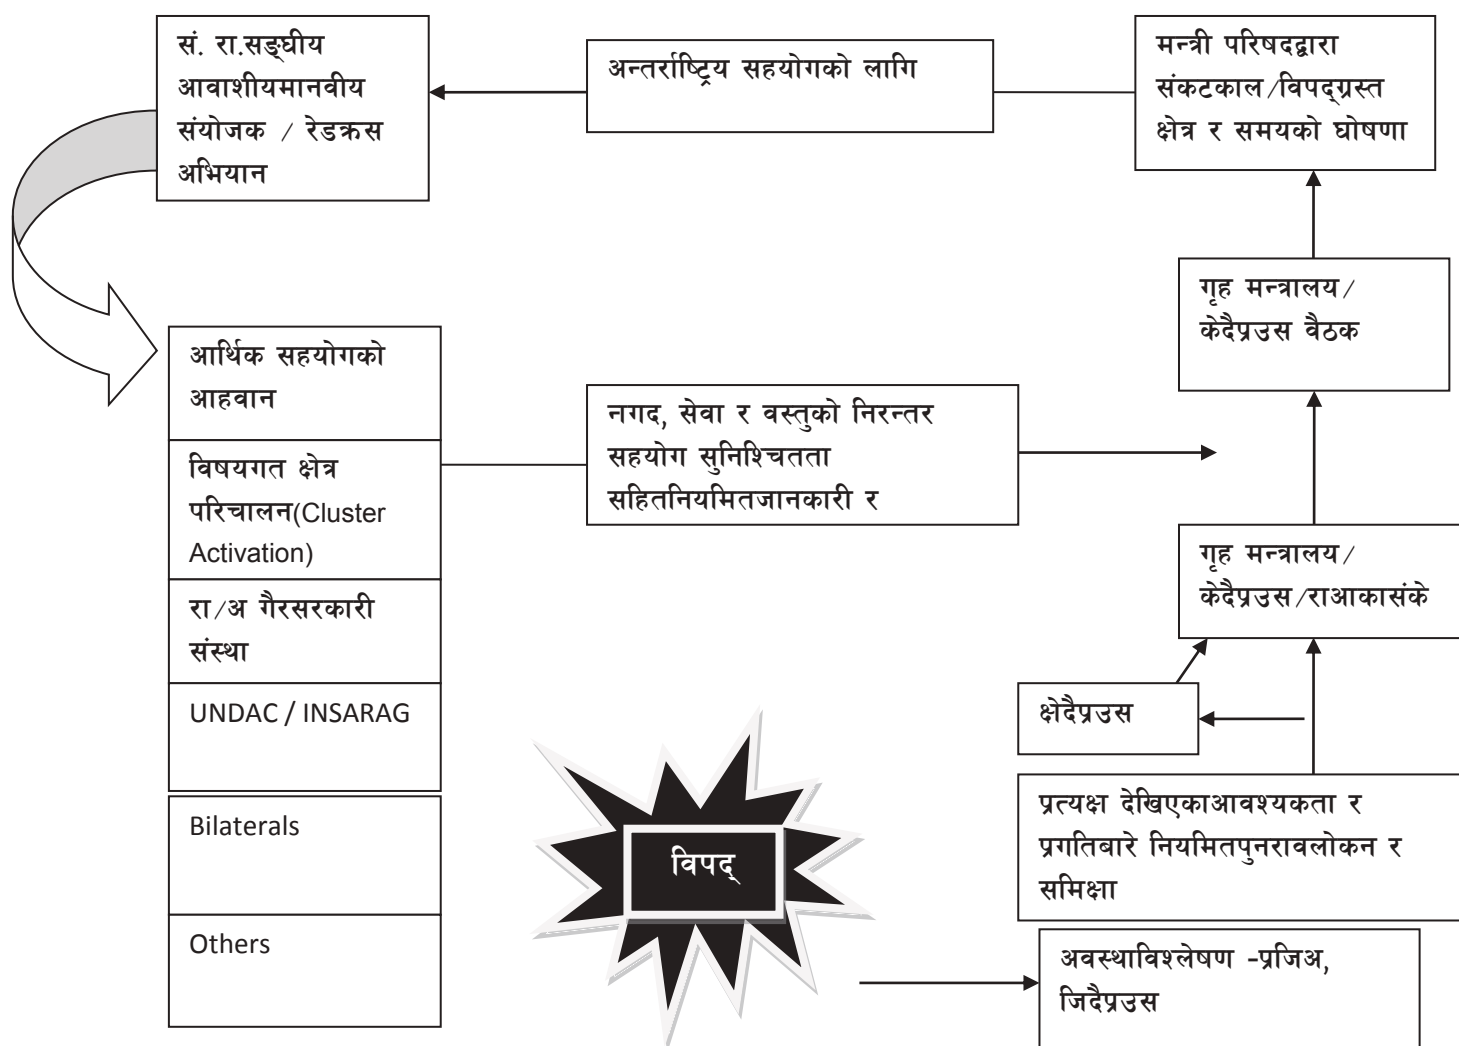 सं. रा.सङ्घीय
आवाशीयमानवीय
संयोजक / रेडक्रस
अभियान
अन्तर्राष्ट्रिय सहयोगको लागि
मन्त्री परिषदद्वारा
संकटकाल/विपद्ग्रस्त
क्षेत्र र समयको घोषणा
गृह मन्त्रालय/
केदैप्रउस वैठक
आर्थिक सहयोगको
आहवान
विषयगत क्षेत्र
परिचालन(Cluster
Activation)
रा/अ गैरसरकारी
संस्था
UNDAC / INSARAG
Bilaterals
Others
नगद, सेवा र वस्तुको निरन्तर
सहयोग सुनिश्चितता
सहितनियमितजानकारी र
गृह मन्त्रालय/
केदैप्रउस/राआकासंके
क्षेदैप्रउस
प्रत्यक्ष देखिएकाआवश्यकता र
प्रगतिबारे नियमितपुनरावलोकन र
समिक्षा
विपद्
अवस्थाविश्लेषण -प्रजिअ,
जिदैप्रउस